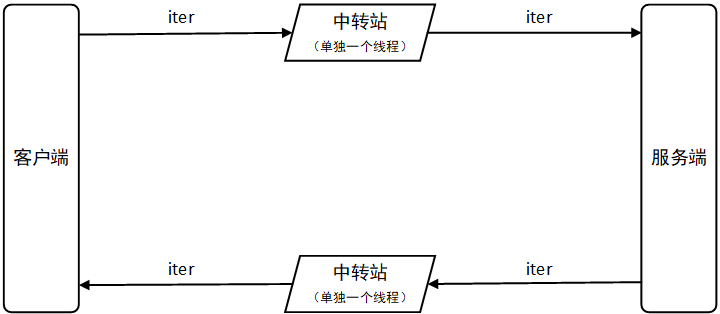 iter
中转站
（单独一个线程）
iter
客户端
服务端
iter
中转站
（单独一个线程）
iter